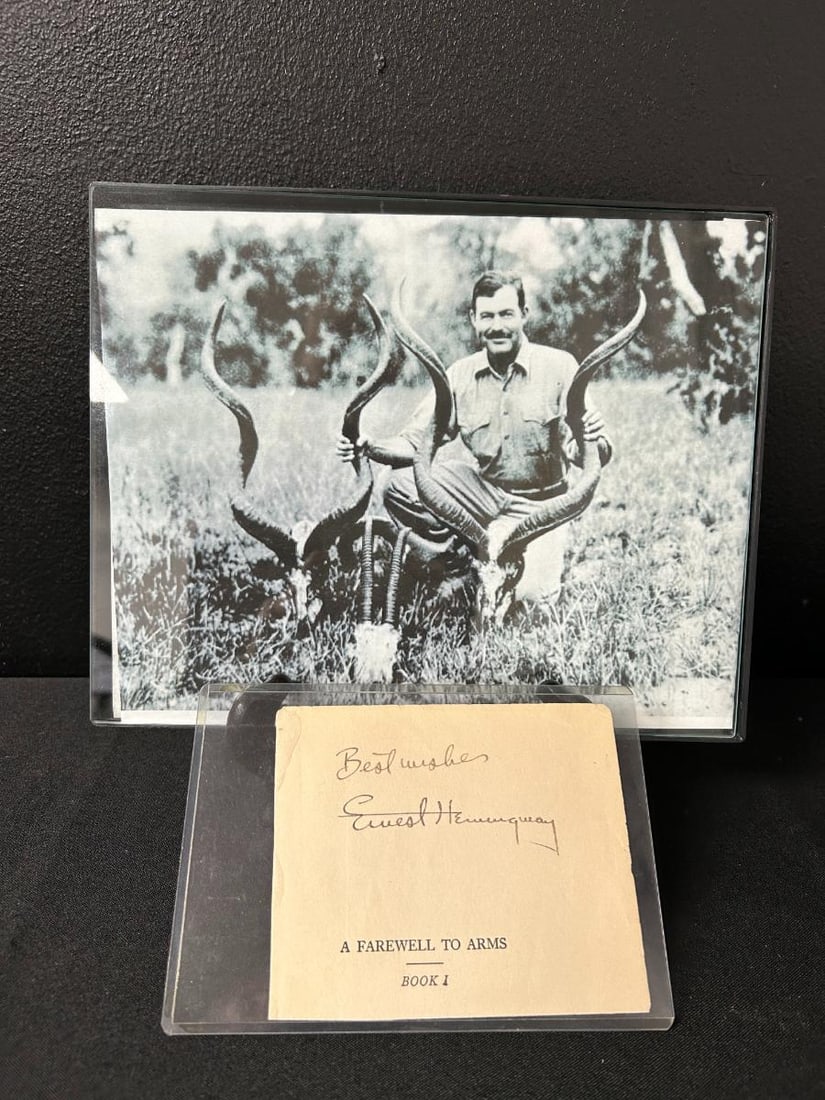 Best wishes
Ernest Hemingway
A FAREWELL TO ARMS
BOOK I